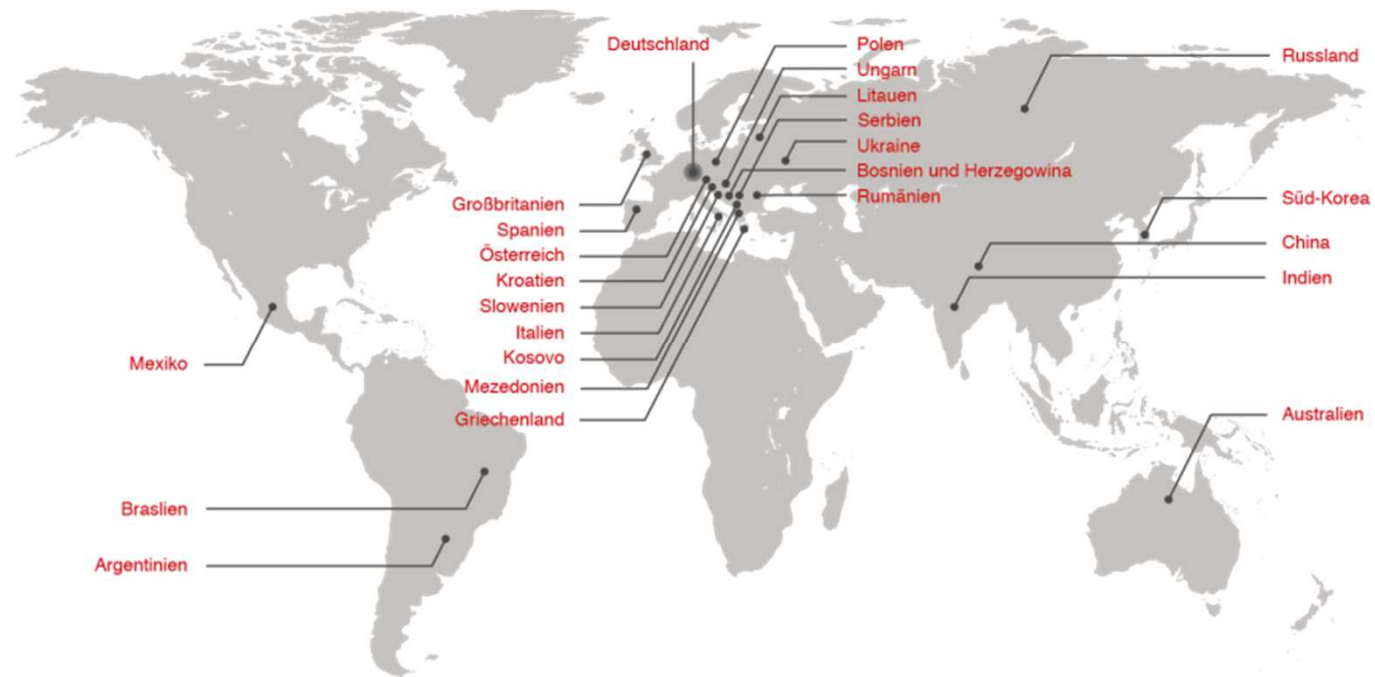 Deutschland
Polen
Ungarn
Litauen
Serbien
Ukraine
Bosnien und Herzegowina
Rumänien
Russland
Süd-Korea
China
Indien
Australien
Großbritanien
Spanien
Österreich
Kroatien
Slowenien
Italien
Kosovo
Mezedonien
Griechenland
Mexiko
Braslien
Argentinien